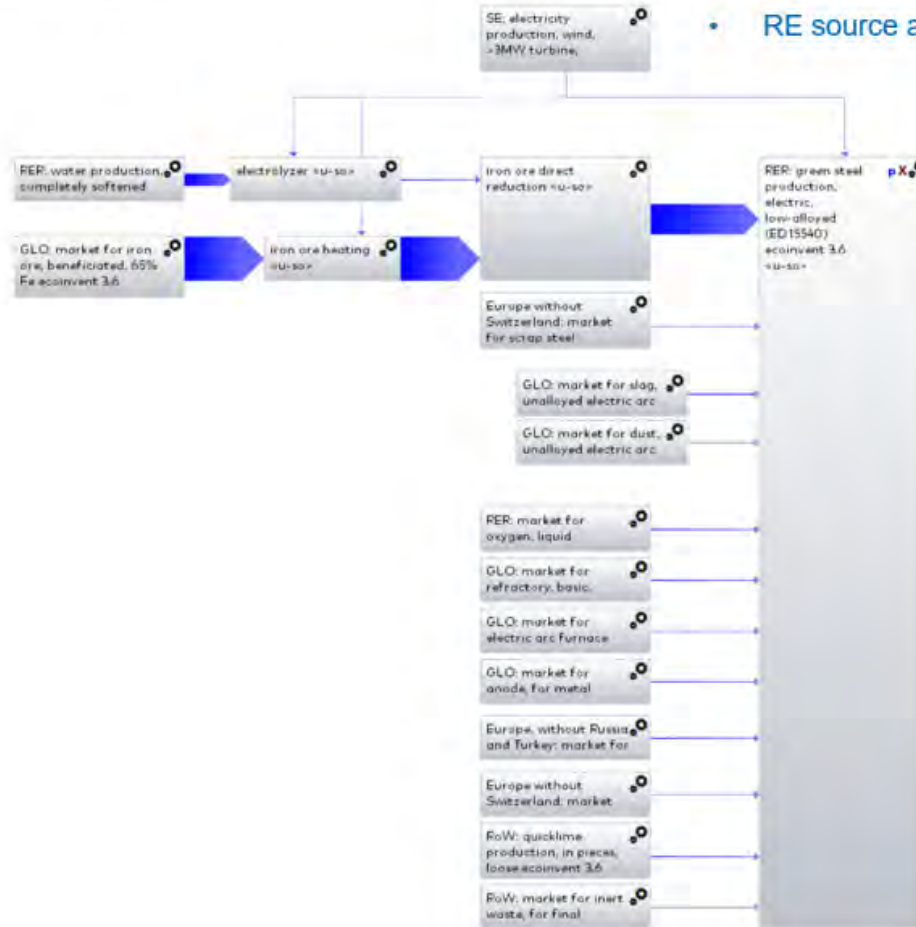 SE: electricity
production, wind,
>3MW turbine,
• RE source a
RER: water production,
completely softened
electrolyzer <u-so>
iron ore direct
reduction <u-so>
RER: green steel
production,
electric,
low-alloyed
(ED15540)
ecoinvent 3.6
<u-so>
pX
GLO: market for iron
ore, beneficiated, 65%
Fe ecoinvent 3.6
iron ore heating
<u-so>
Europe without
Switzerland: market
for scrap steel
GLO: market for slag,
unalloyed electric arc
GLO: market for dust,
unalloyed electric arc
RER: market for
oxygen, liquid
GLO: market for
refractory, basic,
GLO: market for
electric arc furnace
GLO: market for
anode, for metal
Europe, without Russia
and Turkey: market for
Europe without
Switzerland: market
RoW: quicklime
production, in pieces,
loose ecoinvent 3.6
RoW: market for inert
waste, for final